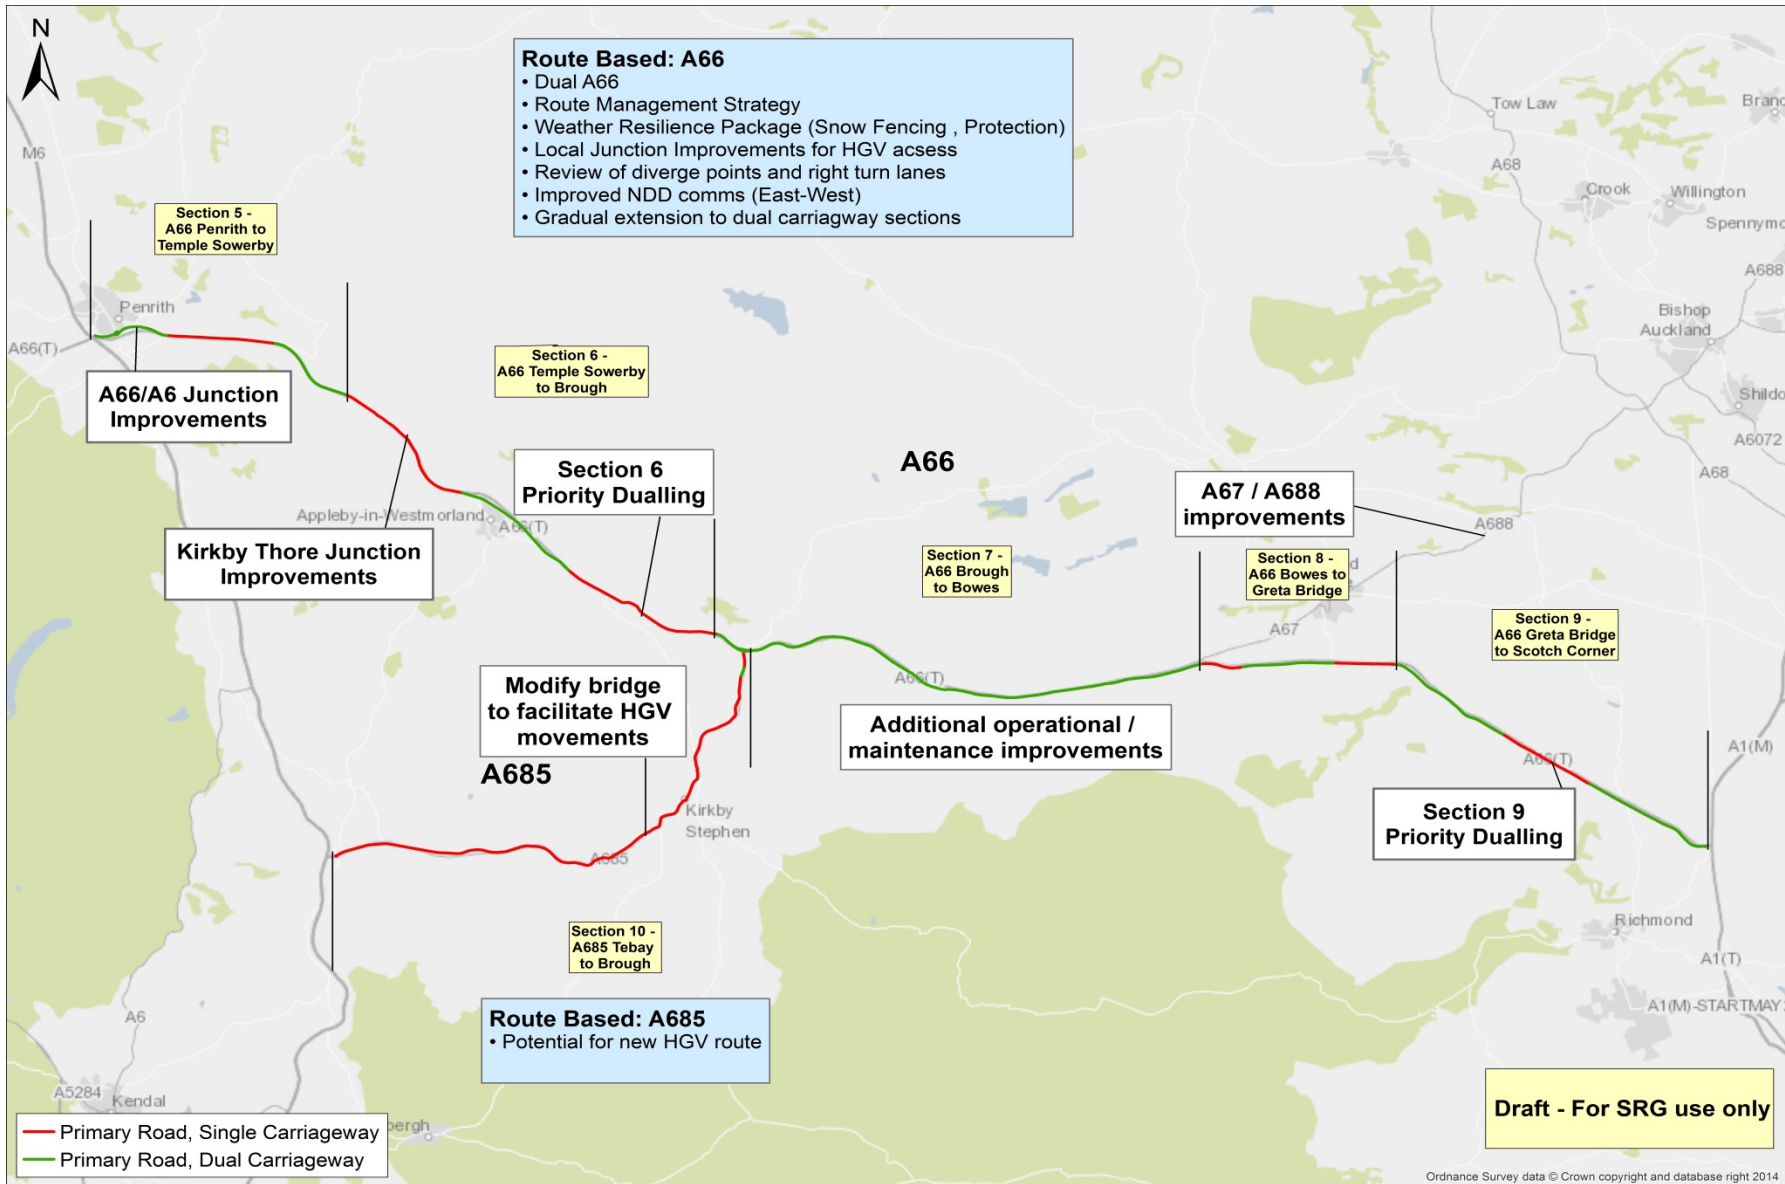 N
Route Based: A66
• Dual A66
• Route Management Strategy
• Weather Resilience Package (Snow Fencing , Protection)
• Local Junction Improvements for HGV acsess
• Review of diverge points and right turn lanes
• Improved NDD comms (East-West)
• Gradual extension to dual carriagway sections
M6
Tow Law
A68
Crook
Willington
Spennymo
A688
Section 5 -
A66 Penrith to
Temple Sowerby
Penrith
A66(T)
Bishop
Auckland
Section 6 -
A66 Temple Sowerby
to Brough
A66/A6 Junction
Improvements
Shildo
A6072
A68
Section 6
Priority Dualling
A66
A67 / A688
improvements
A688
Appleby-in-Westmorland
A66(T)
Kirkby Thore Junction
Improvements
Section 7 -
A66 Brough
to Bowes
Section 8 -
A66 Bowes to
Greta Bridge
A67
Section 9 -
A66 Greta Bridge
to Scotch Corner
A66(T)
Modify bridge
to facilitate HGV
movements
A685
Additional operational /
maintenance improvements
A66(T)
A1(M)
Kirkby
Stephen
Section 9
Priority Dualling
A685
Section 10 -
A685 Tebay
to Brough
Richmond
A1(T)
A1(M)-STARTMAY
A6
Route Based: A685
• Potential for new HGV route
A5284
Kendal
bergh
Primary Road, Single Carriageway
Primary Road, Dual Carriageway
Draft - For SRG use only
Ordnance Survey data © Crown copyright and database right 2014